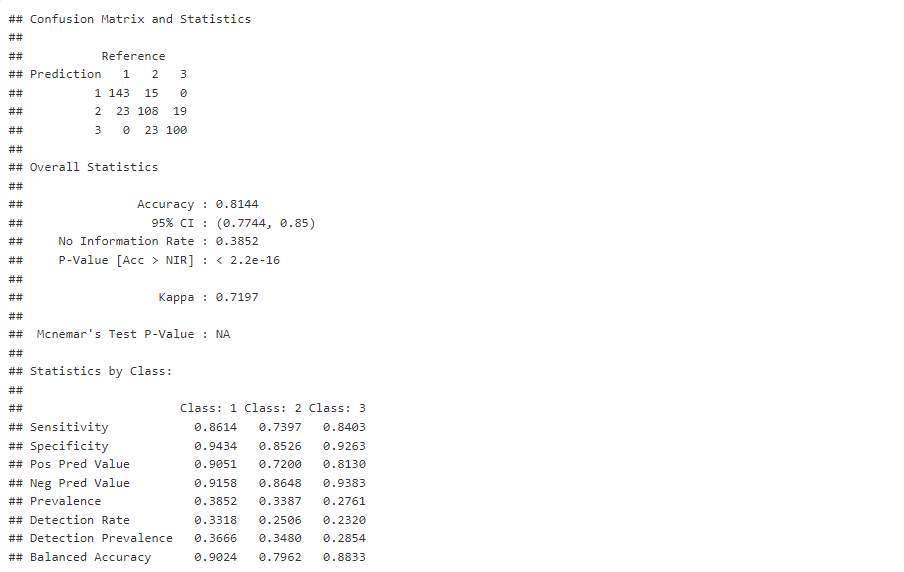 ## Confusion Matrix and Statistics
##
##           Reference
## Prediction   1   2   3
##          1 143  15   0
##          2  23 108  19
##          3   0  23 100
##
## Overall Statistics
##
##                Accuracy : 0.8144
##                  95% CI : (0.7744, 0.85)
##     No Information Rate : 0.3852
##     P-Value [Acc > NIR] : < 2.2e-16
##
##                   Kappa : 0.7197
##
##  Mcnemar's Test P-Value : NA
##
## Statistics by Class:
##
##                      Class: 1 Class: 2 Class: 3
## Sensitivity            0.8614   0.7397   0.8403
## Specificity            0.9434   0.8526   0.9263
## Pos Pred Value         0.9051   0.7200   0.8130
## Neg Pred Value         0.9158   0.8648   0.9383
## Prevalence             0.3852   0.3387   0.2761
## Detection Rate         0.3318   0.2506   0.2320
## Detection Prevalence   0.3666   0.3480   0.2854
## Balanced Accuracy      0.9024   0.7962   0.8833